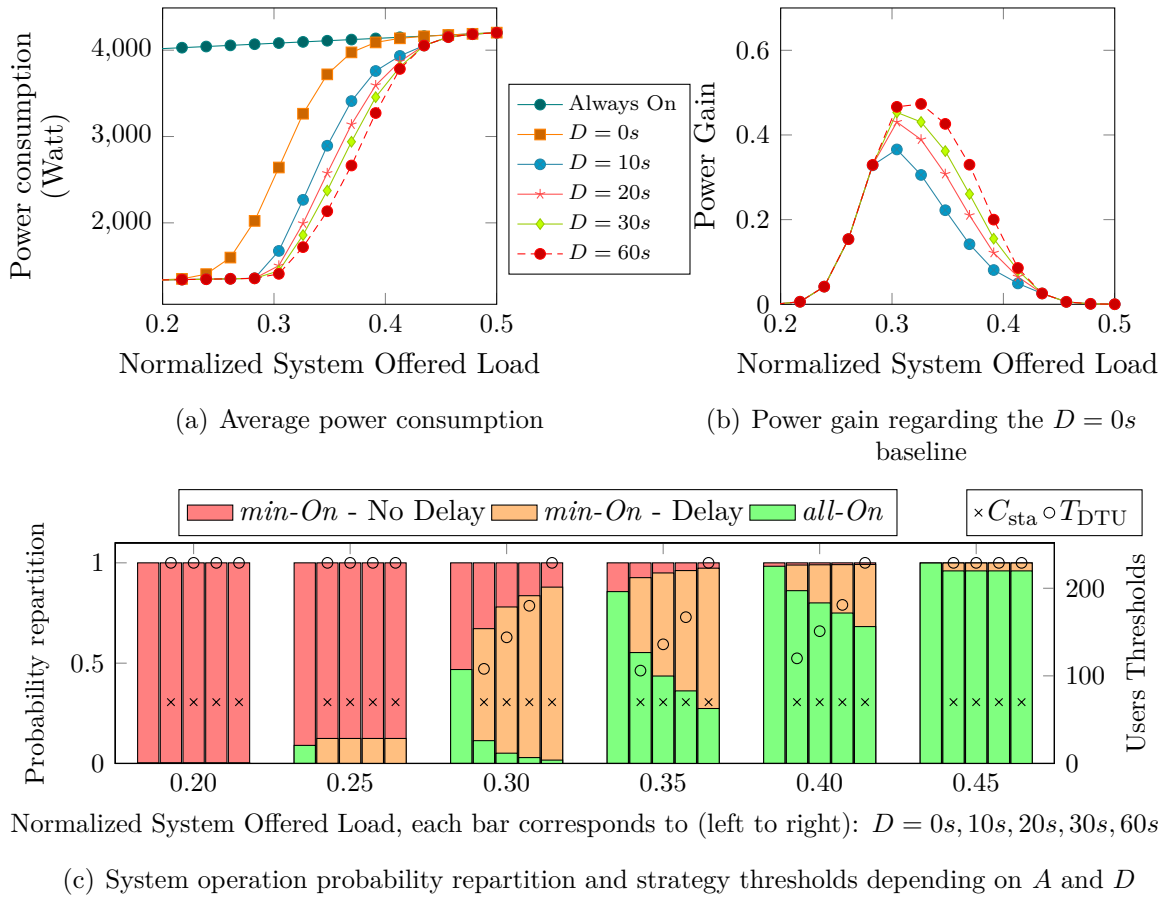 4,000
3,000
2,000
0.2
0.3
0.4
0.5
Power consumption
(Watt)
Normalized System Offered Load
(a) Average power consumption
Always On
D = 0s
D = 10s
D = 20s
D = 30s
D = 60s
0.6
0.4
0.2
0
0.2
0.3
0.4
0.5
Power Gain
Normalized System Offered Load
(b) Power gain regarding the D = 0s
baseline
min-On - No Delay
min-On - Delay
all-On
× C_sta ○ T_DTU
1
0.5
0
Probability repartition
200
100
0
Users Thresholds
0.20
0.25
0.30
0.35
0.40
0.45
Normalized System Offered Load, each bar corresponds to (left to right): D = 0s, 10s, 20s, 30s, 60s
(c) System operation probability repartition and strategy thresholds depending on A and D